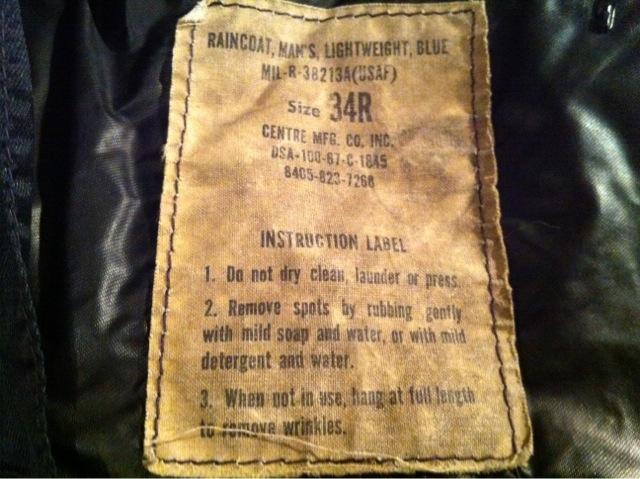 RAINCOAT, MAN'S, LIGHTWEIGHT, BLUE
MIL-R-38213A(USAF)
Size 34R
CENTRE MFG. CO. INC.
DSA-100-67-C-1845
8405-823-7268
INSTRUCTION LABEL
1. Do not dry clean, launder or press.
2. Remove spots by rubbing gently
with mild soap and water, or with mild
detergent and water.
3. When not in use, hang at full length
to remove wrinkles.